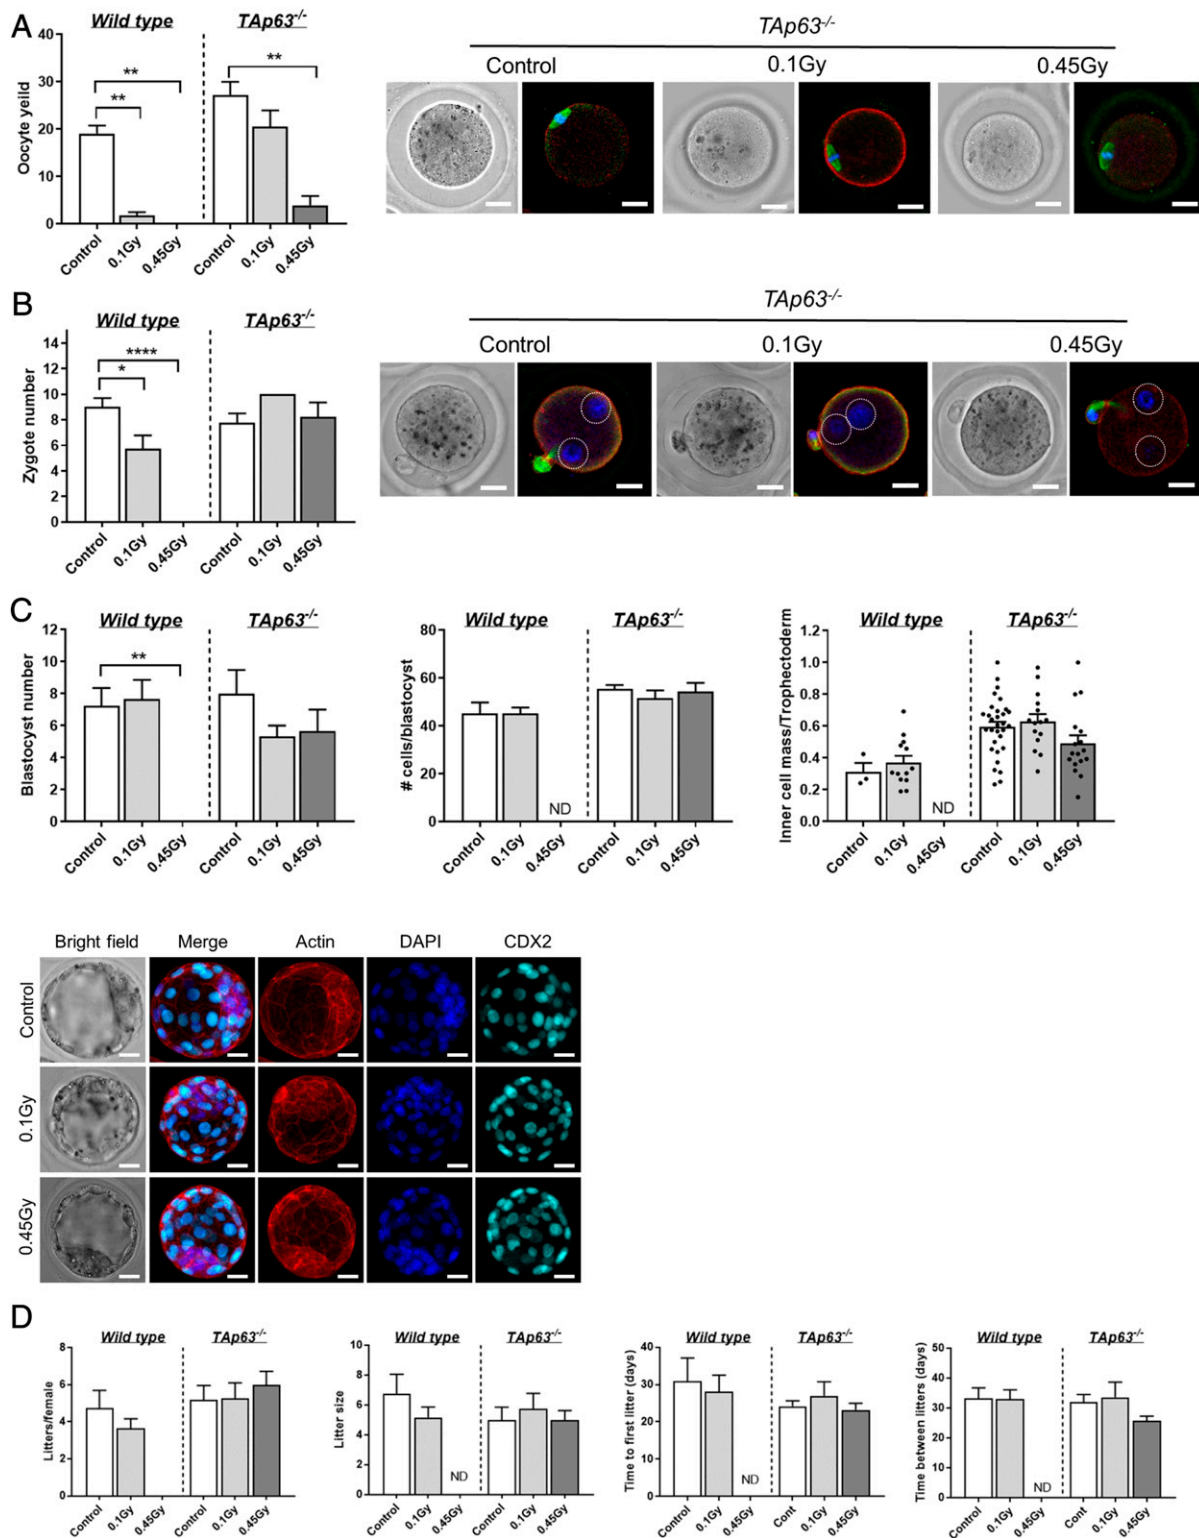 A
Wild type TAp63-/-
Oocyte yeild
40
30
20
10
0
** ** **
Control 0.1Gy 0.45Gy Control 0.1Gy 0.45Gy
TAp63-/-
Control 0.1Gy 0.45Gy
B
Wild type TAp63-/-
Zygote number
14
12
10
8
6
4
2
0
**** *
Control 0.1Gy 0.45Gy Control 0.1Gy 0.45Gy
TAp63-/-
Control 0.1Gy 0.45Gy
C
Wild type TAp63-/-
Blastocyst number
12
10
8
6
4
2
0
**
Control 0.1Gy 0.45Gy Control 0.1Gy 0.45Gy
Wild type TAp63-/-
# cells/blastocyst
80
60
40
20
0
ND
Control 0.1Gy 0.45Gy Control 0.1Gy 0.45Gy
Wild type TAp63-/-
Inner cell mass/Trophectoderm
1.2
1.0
0.8
0.6
0.4
0.2
0.0
ND
Control 0.1Gy 0.45Gy Control 0.1Gy 0.45Gy
Bright field Merge Actin DAPI CDX2
Control
0.1Gy
0.45Gy
D
Wild type TAp63-/-
Litters/female
8
6
4
2
0
Control 0.1Gy 0.45Gy Control 0.1Gy 0.45Gy
Wild type TAp63-/-
Litter size
10
8
6
4
2
0
ND
Control 0.1Gy 0.45Gy Control 0.1Gy 0.45Gy
Wild type TAp63-/-
Time to first litter (days)
40
30
20
10
0
ND
Control 0.1Gy 0.45Gy Cont 0.1Gy 0.45Gy
Wild type TAp63-/-
Time between litters (days)
50
40
30
20
10
0
ND
Control 0.1Gy 0.45Gy Cont 0.1Gy 0.45Gy